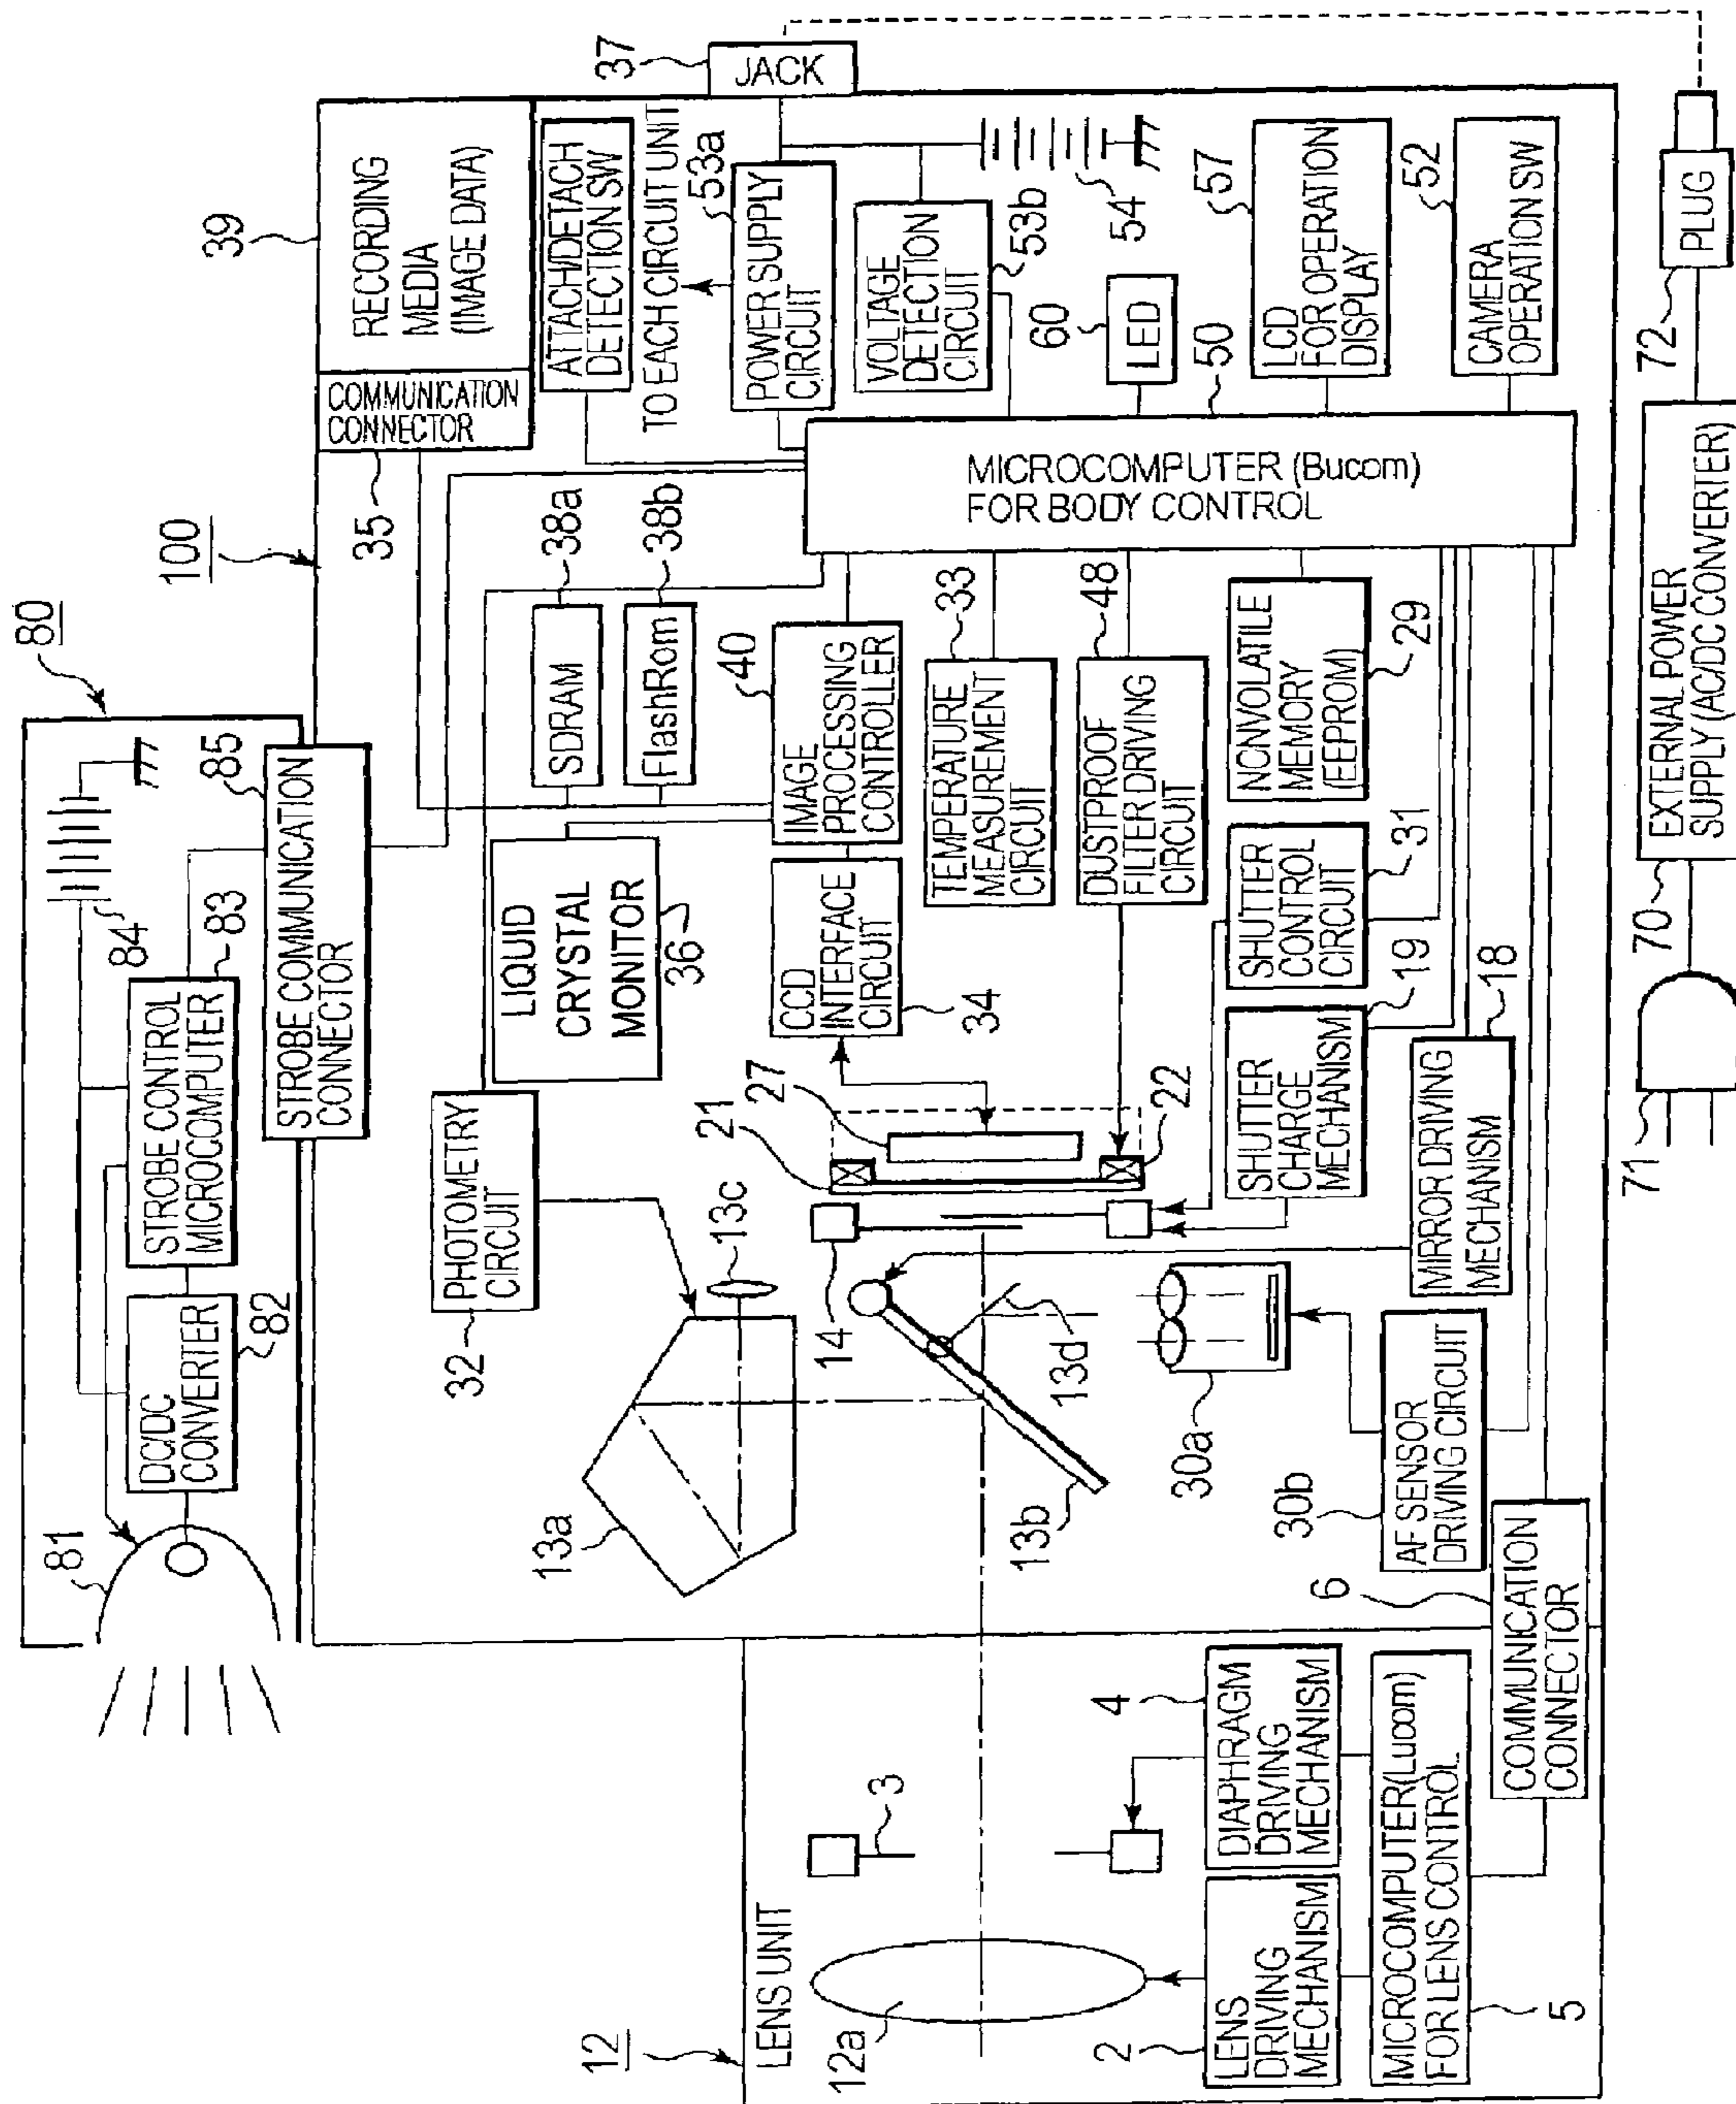 80
81
DC/DC
CONVERTER
82
STROBE CONTROL
MICROCOMPUTER
83
84
85
STROBE COMMUNICATION
CONNECTOR
100
35
COMMUNICATION
CONNECTOR
39
RECORDING
MEDIA
(IMAGE DATA)
37
JACK
ATTACH/DETACH
DETECTION SW
TO EACH CIRCUIT UNIT
53a
POWER SUPPLY
CIRCUIT
VOLTAGE
DETECTION
CIRCUIT
53b
54
60
LED
50
LCD
FOR OPERATION
DISPLAY
57
CAMERA
OPERATION SW
52
MICROCOMPUTER (Bucom)
FOR BODY CONTROL
SDRAM
38a
FlashRom
38b
PHOTOMETRY
CIRCUIT
32
LIQUID
CRYSTAL
MONITOR
36
IMAGE
PROCESSING
CONTROLLER
40
CCD
INTERFACE
CIRCUIT
34
TEMPERATURE
MEASUREMENT
CIRCUIT
33
DUSTPROOF
FILTER DRIVING
CIRCUIT
48
NONVOLATILE
MEMORY
(EEPROM)
29
SHUTTER
CONTROL
CIRCUIT
31
SHUTTER
CHARGE
MECHANISM
19
MIRROR DRIVING
MECHANISM
18
13a
13c
21
27
22
14
13b
13d
30a
30b
AF SENSOR
DRIVING CIRCUIT
6
COMMUNICATION
CONNECTOR
12
LENS UNIT
12a
3
4
2
LENS
DRIVING
MECHANISM
DIAPHRAGM
DRIVING
MECHANISM
MICROCOMPUTER(Lucom)
FOR LENS CONTROL
5
71
70
EXTERNAL POWER
SUPPLY (AC/DC CONVERTER)
72
PLUG